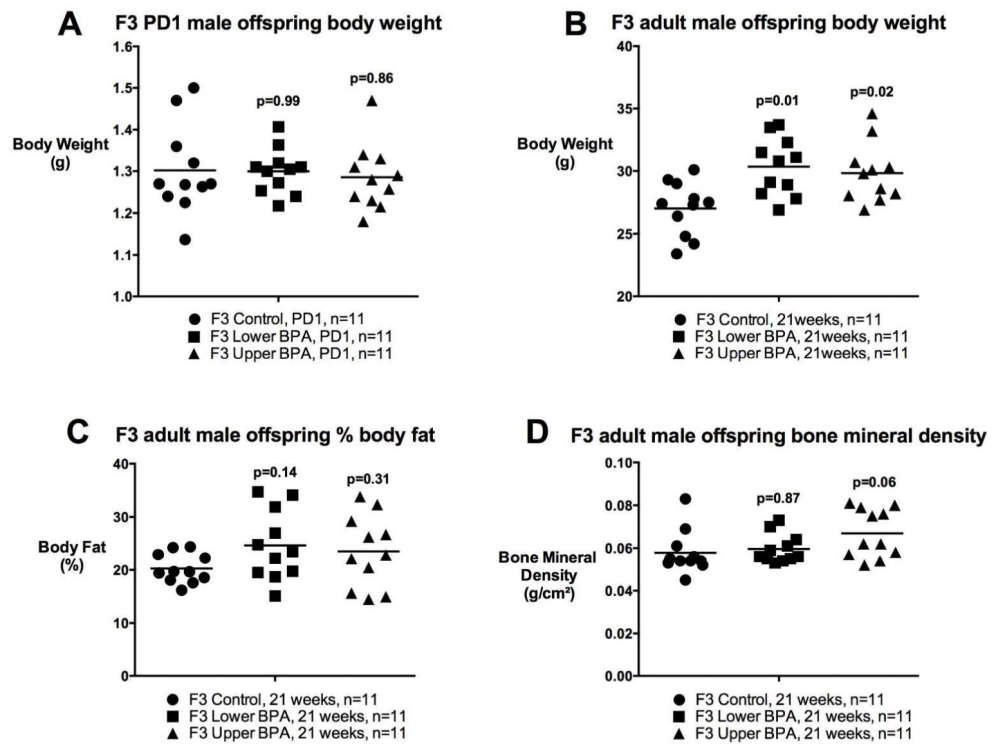 A F3 PD1 male offspring body weight
1.6
1.5
1.4
1.3
1.2
1.1
1.0
Body Weight
(g)
p=0.99
p=0.86
F3 Control, PD1, n=11
F3 Lower BPA, PD1, n=11
F3 Upper BPA, PD1, n=11
B F3 adult male offspring body weight
40
35
30
25
20
Body Weight
(g)
p=0.01
p=0.02
F3 Control, 21weeks, n=11
F3 Lower BPA, 21weeks, n=11
F3 Upper BPA, 21weeks, n=11
C F3 adult male offspring % body fat
40
30
20
10
0
Body Fat
(%)
p=0.14
p=0.31
F3 Control, 21 weeks, n=11
F3 Lower BPA, 21 weeks, n=11
F3 Upper BPA, 21 weeks, n=11
D F3 adult male offspring bone mineral density
0.10
0.08
0.06
0.04
0.02
0.00
Bone Mineral
Density
(g/cm²)
p=0.87
p=0.06
F3 Control, 21 weeks, n=11
F3 Lower BPA, 21 weeks, n=11
F3 Upper BPA, 21 weeks, n=11